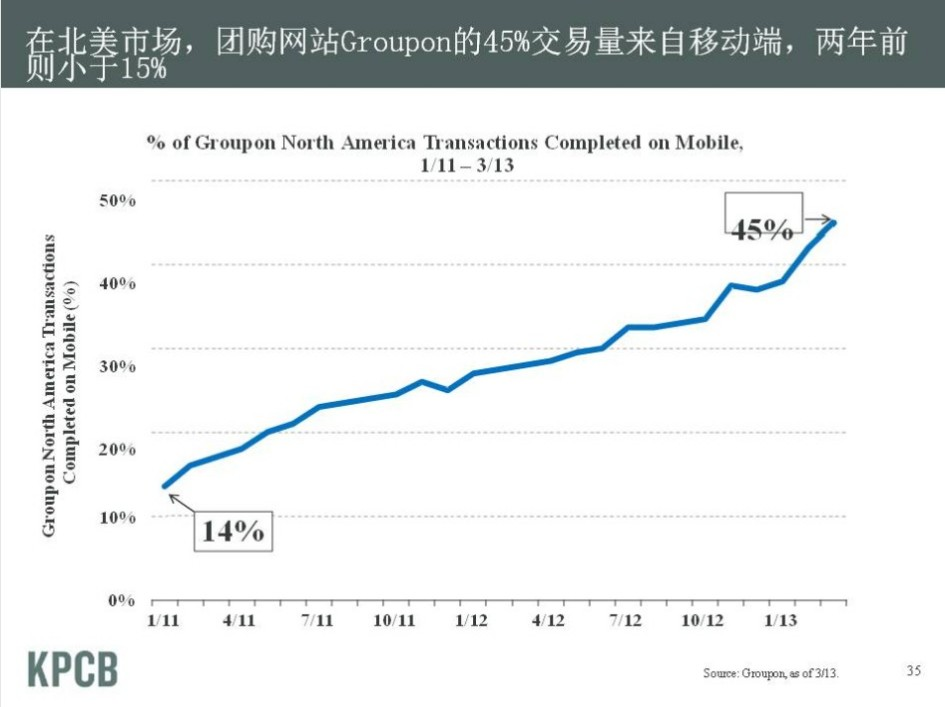 在北美市场，团购网站Groupon的45%交易量来自移动端，两年前
则小于15%
% of Groupon North America Transactions Completed on Mobile,
1/11 – 3/13
Groupon North America Transactions
Completed on Mobile (%)
50%
40%
30%
20%
10%
0%
45%
14%
1/11 4/11 7/11 10/11 1/12 4/12 7/12 10/12 1/13
KPCB
Source: Groupon, as of 3/13.
35